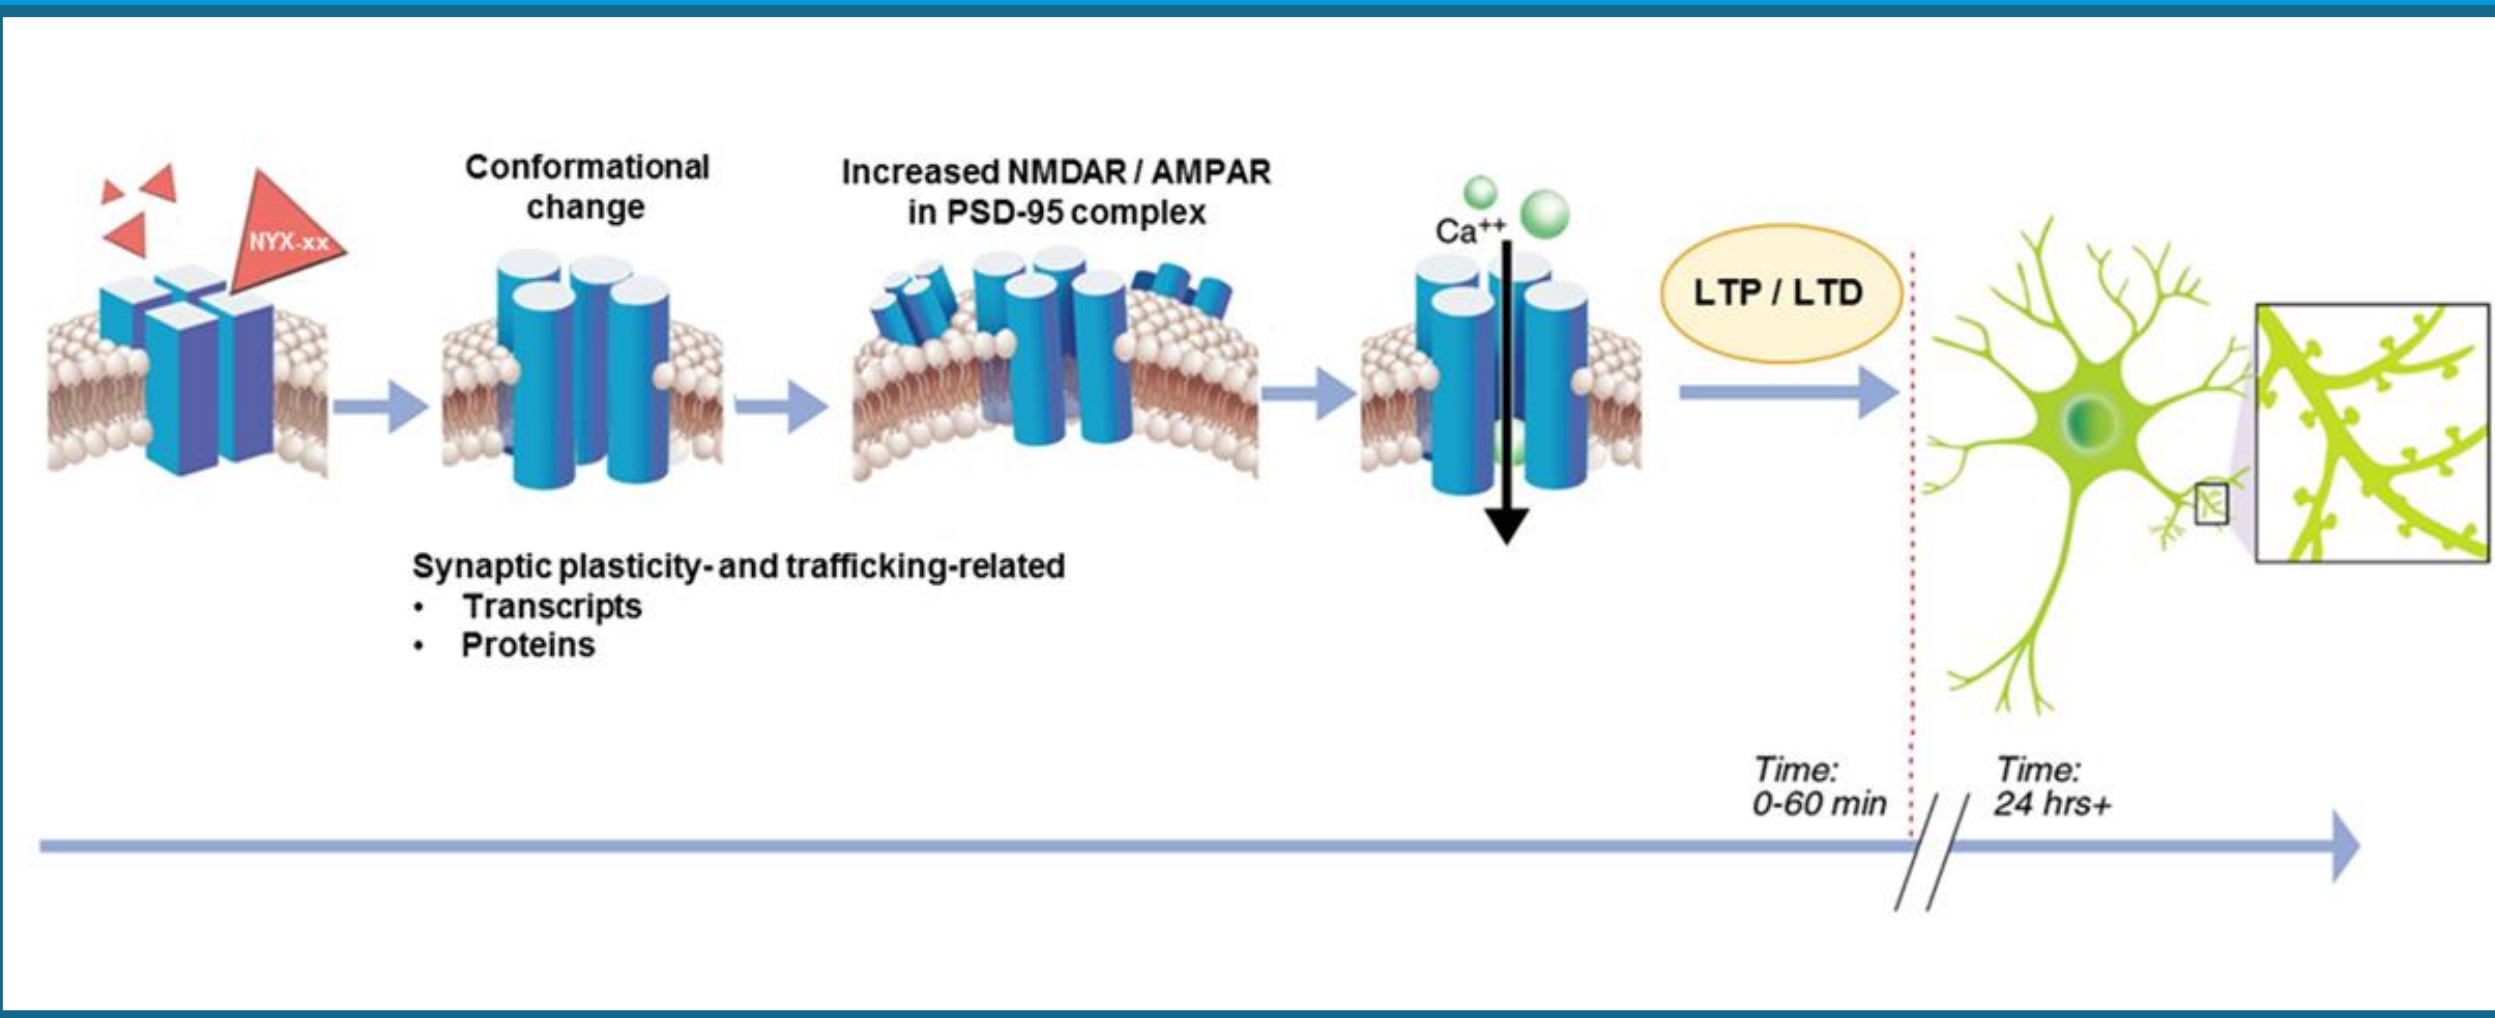 NYX-xx
Conformational
change
Increased NMDAR / AMPAR
in PSD-95 complex
Ca⁺⁺
LTP / LTD
Synaptic plasticity- and trafficking-related
• Transcripts
• Proteins
Time:
0-60 min
Time:
24 hrs+